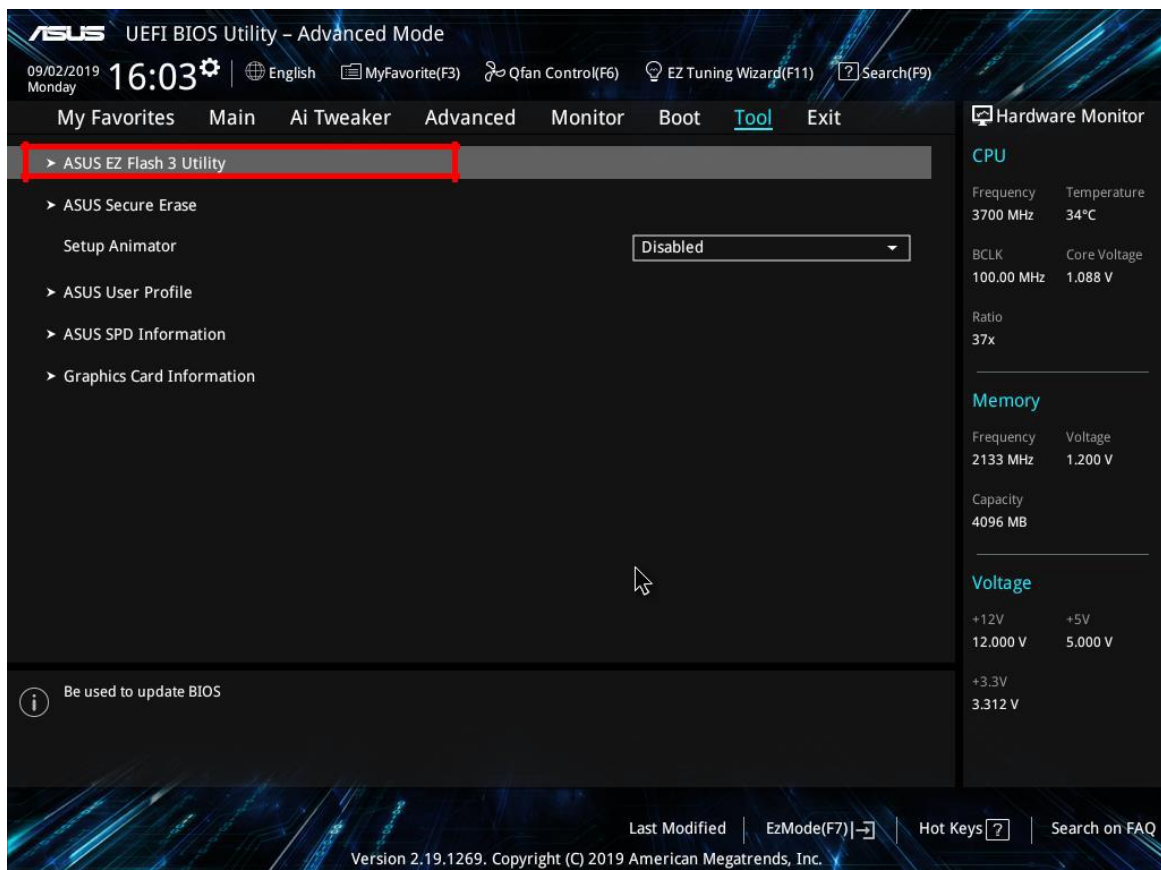 ASUS UEFI BIOS Utility – Advanced Mode
09/02/2019 Monday 16:03 English MyFavorite(F3) Qfan Control(F6) EZ Tuning Wizard(F11) ? Search(F9)
My Favorites Main Ai Tweaker Advanced Monitor Boot Tool Exit
ASUS EZ Flash 3 Utility
ASUS Secure Erase
Setup Animator Disabled
ASUS User Profile
ASUS SPD Information
Graphics Card Information
Be used to update BIOS
Hardware Monitor
CPU
Frequency Temperature
3700 MHz 34°C
BCLK Core Voltage
100.00 MHz 1.088 V
Ratio
37x
Memory
Frequency Voltage
2133 MHz 1.200 V
Capacity
4096 MB
Voltage
+12V +5V
12.000 V 5.000 V
+3.3V
3.312 V
Last Modified EzMode(F7) Hot Keys ? Search on FAQ
Version 2.19.1269. Copyright (C) 2019 American Megatrends, Inc.